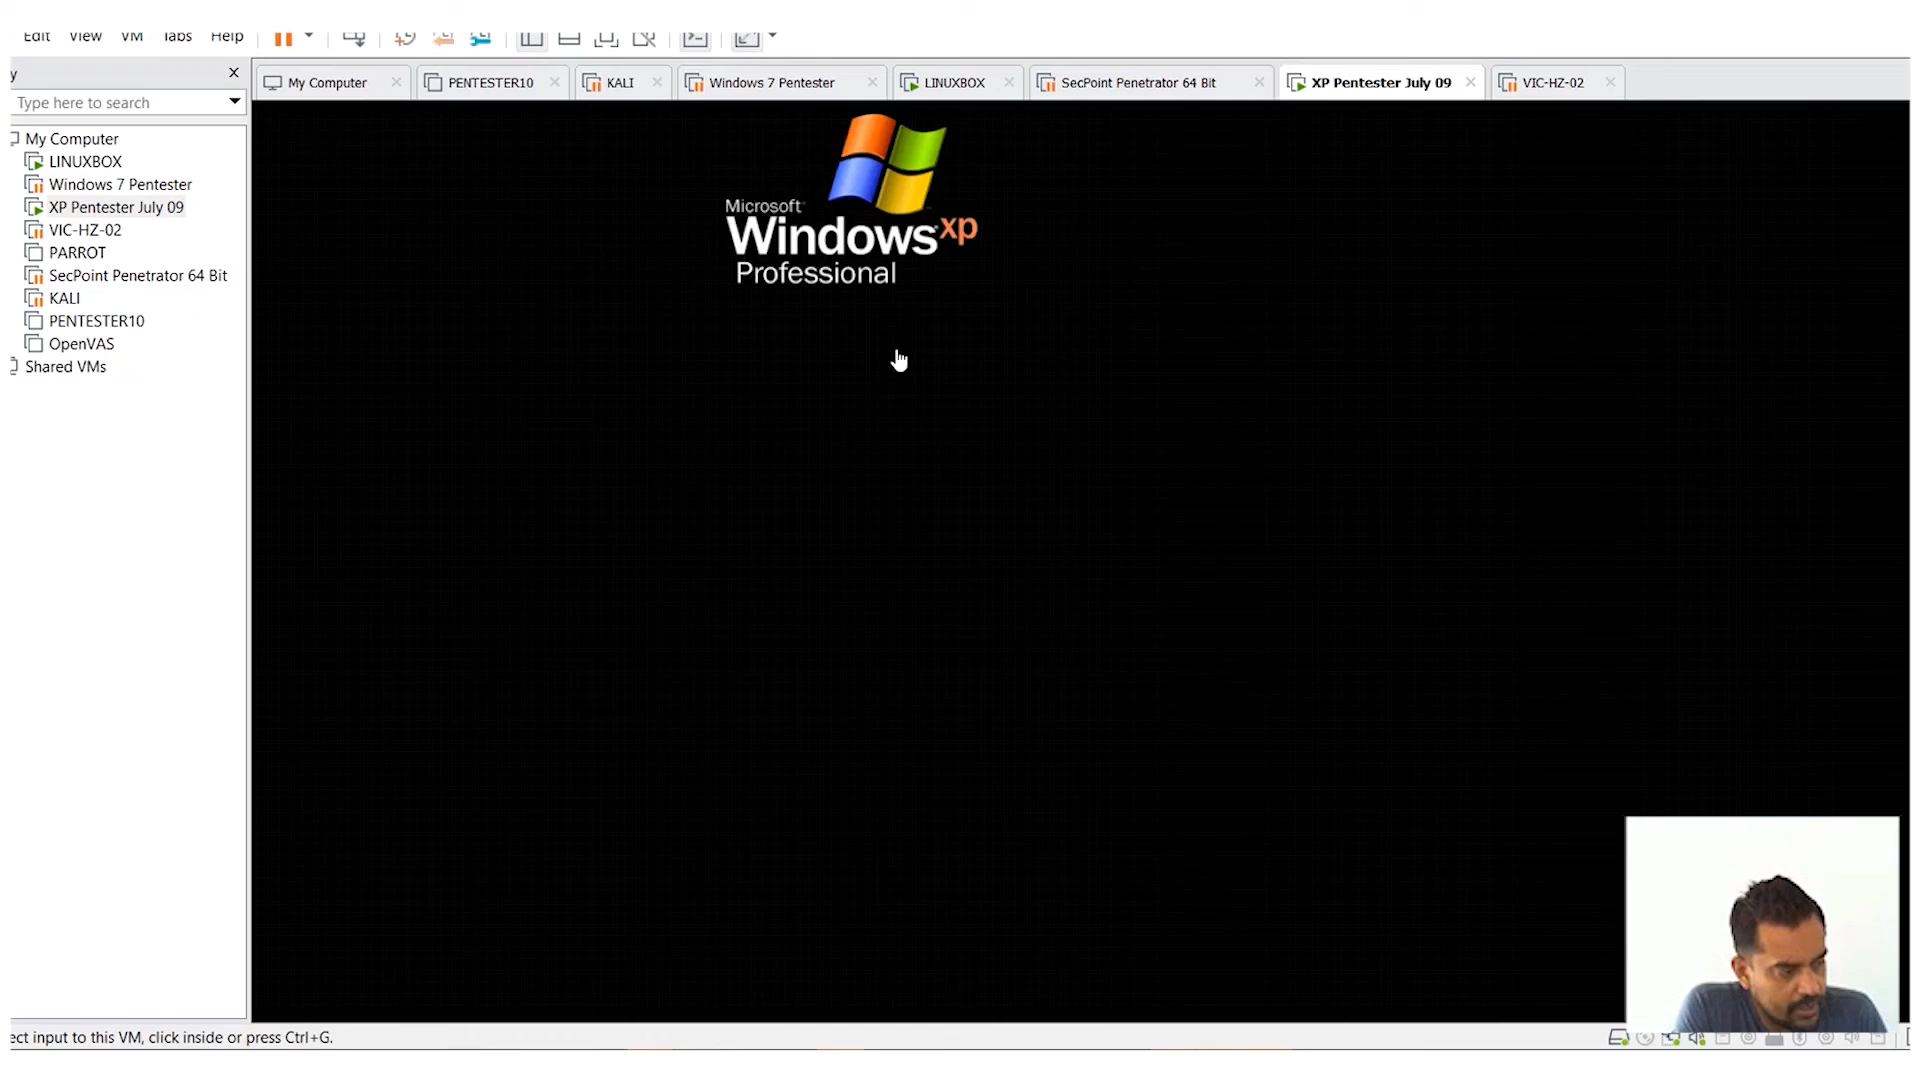 Edit View VM Tabs Help
y
Type here to search
My Computer
LINUXBOX
Windows 7 Pentester
XP Pentester July 09
VIC-HZ-02
PARROT
SecPoint Penetrator 64 Bit
KALI
PENTESTER10
OpenVAS
Shared VMs
My Computer PENTESTER10 KALI Windows 7 Pentester LINUXBOX SecPoint Penetrator 64 Bit XP Pentester July 09 VIC-HZ-02
Microsoft
Windows xp
Professional
ect input to this VM, click inside or press Ctrl+G.